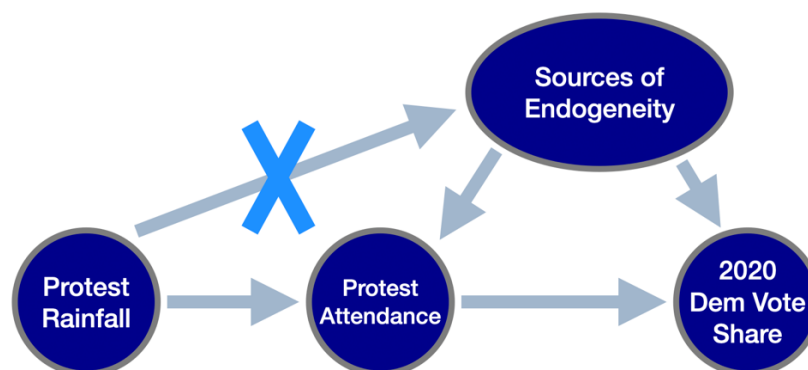 Sources of
Endogeneity
Protest
Rainfall
Protest
Attendance
2020
Dem Vote
Share